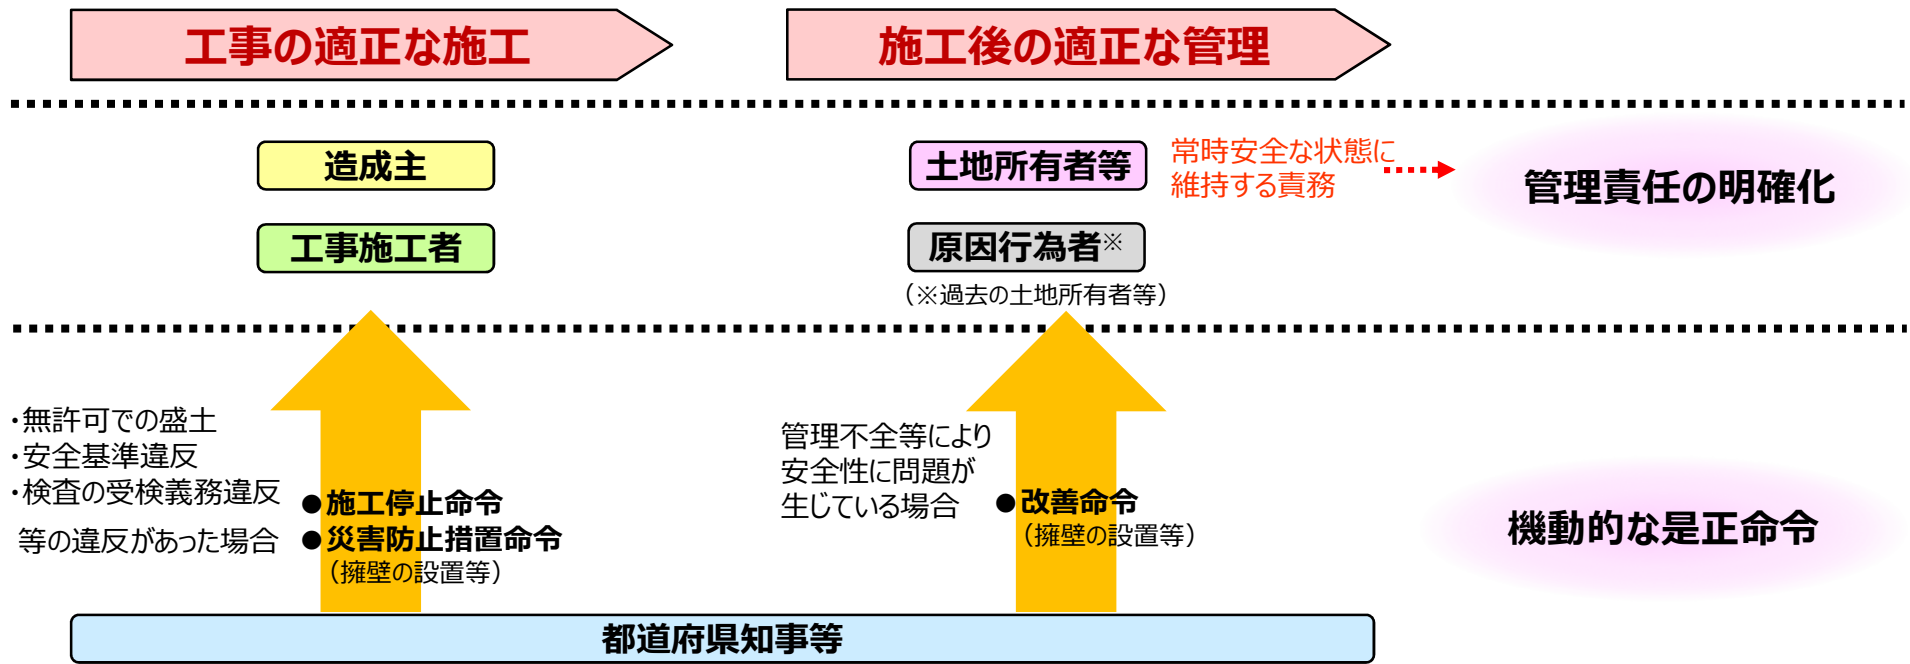 工事の適正な施工
施工後の適正な管理
造成主
工事施工者
土地所有者等
常時安全な状態に
維持する責務
原因行為者※
（※過去の土地所有者等）
管理責任の明確化
・無許可での盛土
・安全基準違反
・検査の受検義務違反
等の違反があった場合
●施工停止命令
●災害防止措置命令
（擁壁の設置等）
管理不全等により
安全性に問題が
生じている場合
●改善命令
（擁壁の設置等）
機動的な是正命令
都道府県知事等